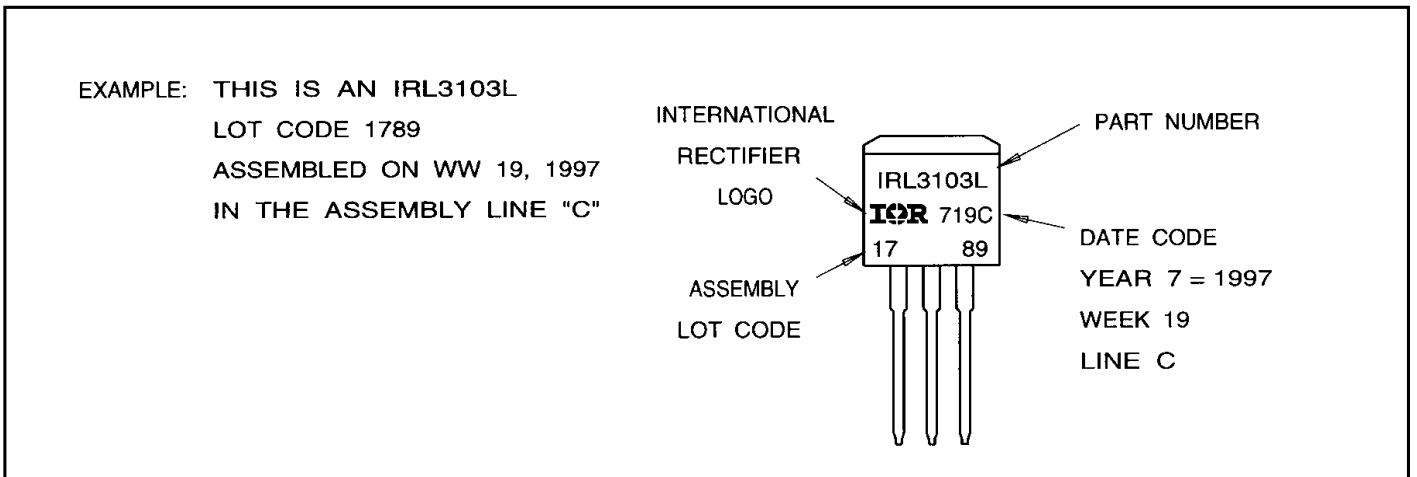 EXAMPLE: THIS IS AN IRL3103L
LOT CODE 1789
ASSEMBLED ON WW 19, 1997
IN THE ASSEMBLY LINE "C"
INTERNATIONAL
RECTIFIER
LOGO
ASSEMBLY
LOT CODE
IRL3103L
IOR 719C
17 89
PART NUMBER
DATE CODE
YEAR 7 = 1997
WEEK 19
LINE C